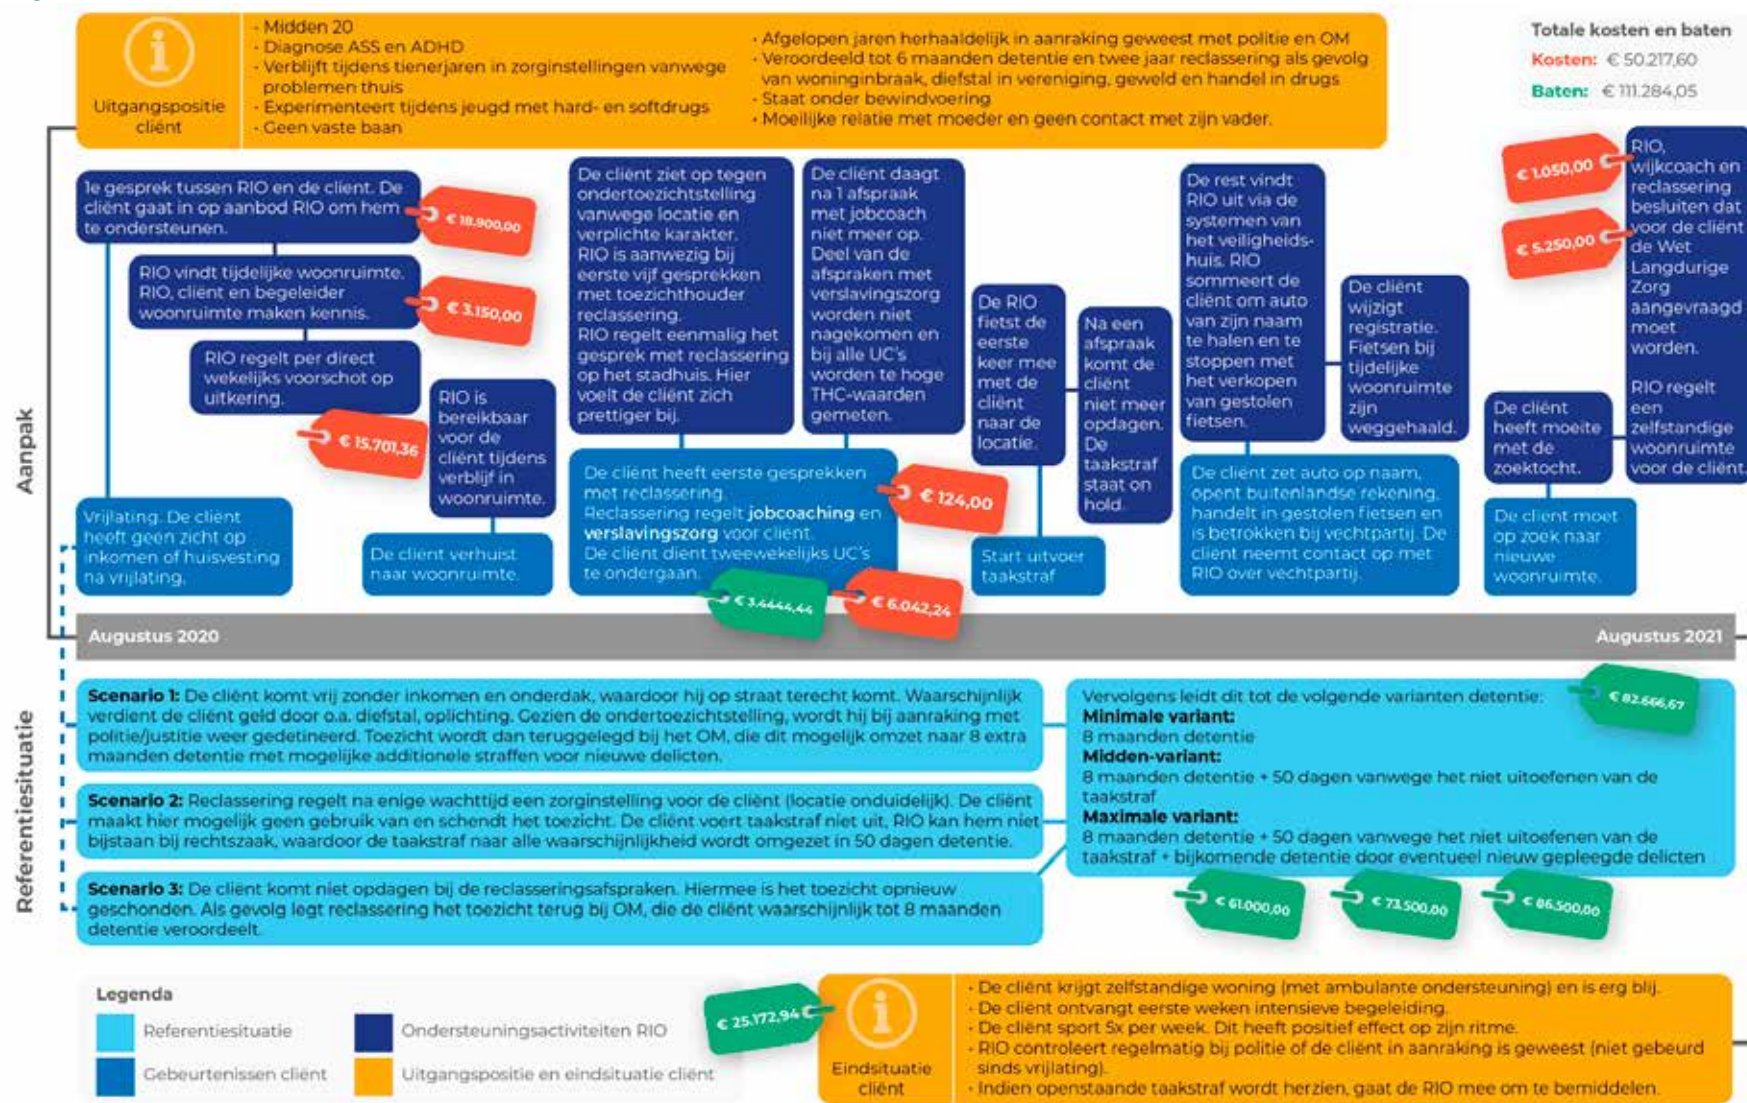 Uitgangspositie
cliënt
• Midden 20
• Diagnose ASS en ADHD
• Verblijft tijdens tienerjaren in zorginstellingen vanwege
problemen thuis
• Experimenteert tijdens jeugd met hard- en softdrugs
• Geen vaste baan
• Afgelopen jaren herhaaldelijk in aanraking geweest met politie en OM
• Veroordeeld tot 6 maanden detentie en twee jaar reclassering als gevolg
van woninginbraak, diefstal in vereniging, geweld en handel in drugs
• Staat onder bewindvoering
• Moeilijke relatie met moeder en geen contact met zijn vader.
Totale kosten en baten
Kosten: € 50.217,60
Baten: € 111.284,05
Aanpak
1e gesprek tussen RIO en de client. De
cliënt gaat in op aanbod RIO om hem
te ondersteunen.
€ 18.900,00
RIO vindt tijdelijke woonruimte.
RIO, cliënt en begeleider
woonruimte maken kennis.
€ 3.150,00
RIO regelt per direct
wekelijks voorschot op
uitkering.
€ 15.701,36
RIO is
bereikbaar
voor de
cliënt tijdens
verblijf in
woonruimte.
Vrijlating. De cliënt
heeft geen zicht op
inkomen of huisvesting
na vrijlating.
De cliënt verhuist
naar woonruimte.
De cliënt ziet op tegen
ondertoezichtstelling
vanwege locatie en
verplichte karakter.
RIO is aanwezig bij
eerste vijf gesprekken
met toezichthouder
reclassering.
RIO regelt eenmalig het
gesprek met reclassering
op het stadhuis. Hier
voelt de cliënt zich
prettiger bij.
De cliënt daagt
na 1 afspraak
met jobcoach
niet meer op.
Deel van de
afspraken met
verslavingszorg
worden niet
nagekomen en
bij alle UC's
worden te hoge
THC-waarden
gemeten.
De cliënt heeft eerste gesprekken
met reclassering.
Reclassering regelt jobcoaching en
verslavingszorg voor client.
De cliënt dient tweewekelijks UC's
te ondergaan.
€ 124,00
€ 3.4444,44
€ 6.042,24
De RIO
fietst de
eerste
keer mee
met de
cliënt
naar de
locatie.
Na een
afspraak
komt de
cliënt
niet meer
opdagen.
De
taakstraf
staat on
hold.
Start uitvoer
taakstraf
De rest vindt
RIO uit via de
systemen van
het veiligheids-
huis. RIO
sommeert de
cliënt om auto
van zijn naam
te halen en te
stoppen met
het verkopen
van gestolen
fietsen.
De cliënt
wijzigt
registratie.
Fietsen bij
tijdelijke
woonruimte
zijn
weggehaald.
De cliënt zet auto op naam,
opent buitenlandse rekening,
handelt in gestolen fietsen en
is betrokken bij vechtpartij. De
cliënt neemt contact op met
RIO over vechtpartij.
De cliënt
heeft moeite
met de
zoektocht.
De cliënt moet
op zoek naar
nieuwe
woonruimte.
€ 1.050,00
€ 5.250,00
RIO,
wijkcoach en
reclassering
besluiten dat
voor de cliënt
de Wet
Langdurige
Zorg
aangevraagd
moet
worden.
RIO regelt
een
zelfstandige
woonruimte
voor de cliënt.
Augustus 2020
Augustus 2021
Referentiesituatie
Scenario 1: De cliënt komt vrij zonder inkomen en onderdak, waardoor hij op straat terecht komt. Waarschijnlijk
verdient de cliënt geld door o.a. diefstal, oplichting. Gezien de ondertoezichtstelling, wordt hij bij aanraking met
politie/justitie weer gedetineerd. Toezicht wordt dan teruggelegd bij het OM, die dit mogelijk omzet naar 8 extra
maanden detentie met mogelijke additionele straffen voor nieuwe delicten.
Scenario 2: Reclassering regelt na enige wachttijd een zorginstelling voor de cliënt (locatie onduidelijk). De cliënt
maakt hier mogelijk geen gebruik van en schendt het toezicht. De cliënt voert taakstraf niet uit, RIO kan hem niet
bijstaan bij rechtszaak, waardoor de taakstraf naar alle waarschijnlijkheid wordt omgezet in 50 dagen detentie.
Scenario 3: De cliënt komt niet opdagen bij de reclasseringsafspraken. Hiermee is het toezicht opnieuw
geschonden. Als gevolg legt reclassering het toezicht terug bij OM, die de cliënt waarschijnlijk tot 8 maanden
detentie veroordeelt.
Vervolgens leidt dit tot de volgende varianten detentie:
Minimale variant:
8 maanden detentie
Midden-variant:
8 maanden detentie + 50 dagen vanwege het niet uitoefenen van de
taakstraf
Maximale variant:
8 maanden detentie + 50 dagen vanwege het niet uitoefenen van de
taakstraf + bijkomende detentie door eventueel nieuw gepleegde delicten
€ 82.666,67
€ 61.000,00
€ 73.500,00
€ 86.500,00
Legenda
Referentiesituatie
Gebeurtenissen cliënt
Ondersteuningsactiviteiten RIO
Uitgangspositie en eindsituatie cliënt
€ 25.172,94
Eindsituatie
cliënt
• De cliënt krijgt zelfstandige woning (met ambulante ondersteuning) en is erg blij.
• De cliënt ontvangt eerste weken intensieve begeleiding.
• De cliënt sport 5x per week. Dit heeft positief effect op zijn ritme.
• RIO controleert regelmatig bij politie of de cliënt in aanraking is geweest (niet gebeurd
sinds vrijlating).
• Indien openstaande taakstraf wordt herzien, gaat de RIO mee om te bemiddelen.